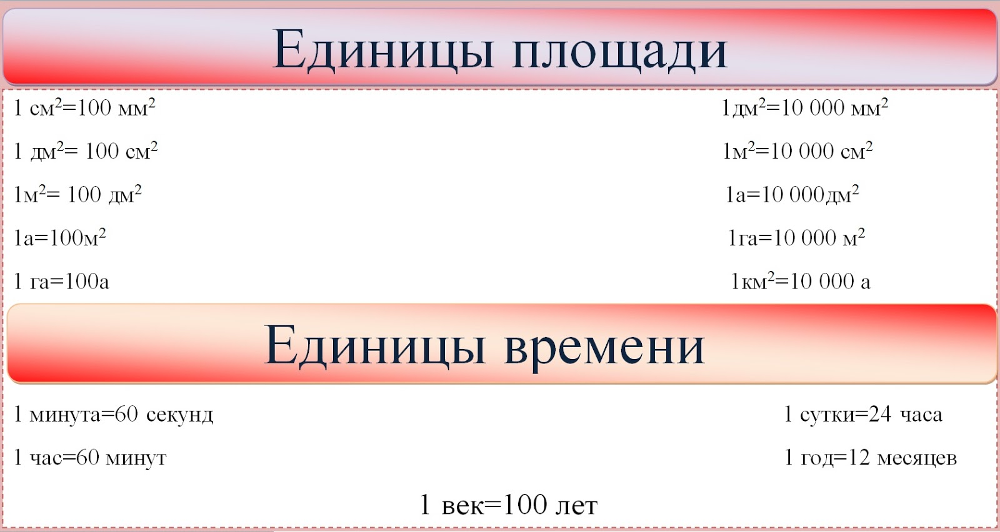 Единицы площади
1 см²=100 мм² 1дм²=10 000 мм²
1 дм²= 100 см² 1м²=10 000 см²
1м²= 100 дм² 1а=10 000дм²
1а=100м² 1га=10 000 м²
1 га=100а 1км²=10 000 а
Единицы времени
1 минута=60 секунд 1 сутки=24 часа
1 час=60 минут 1 год=12 месяцев
1 век=100 лет